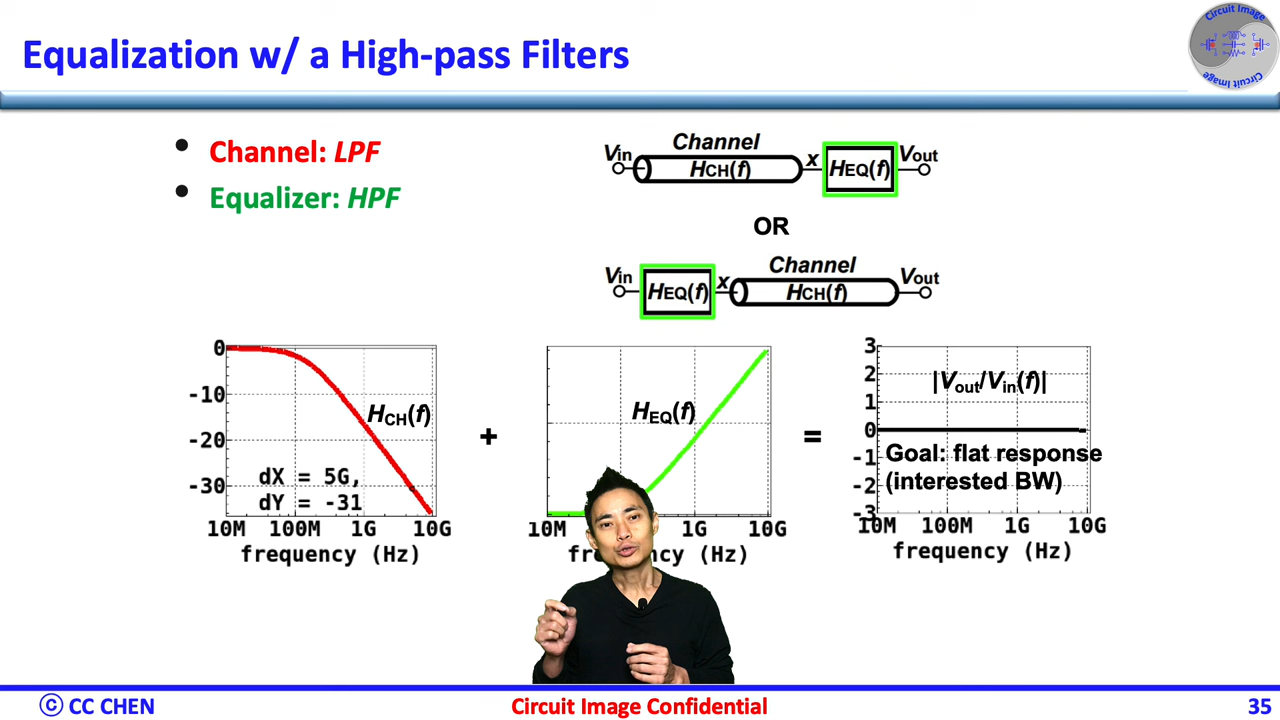 Equalization w/ a High-pass Filters
Circuit Image
Circuit Image
• Channel: LPF
• Equalizer: HPF
Channel
Vin
HCH(f)
x
HEQ(f)
Vout
OR
Channel
Vin
HEQ(f)
x
HCH(f)
Vout
0
-10
-20
-30
HCH(f)
dX = 5G,
dY = -31
10M 100M 1G 10G
frequency (Hz)
+
HEQ(f)
10M 1G 10G
(Hz)
=
3
2
1
0
-1
-2
-3
|Vout/Vin(f)|
Goal: flat response
(interested BW)
10M 100M 1G 10G
frequency (Hz)
© CC CHEN
Circuit Image Confidential
35